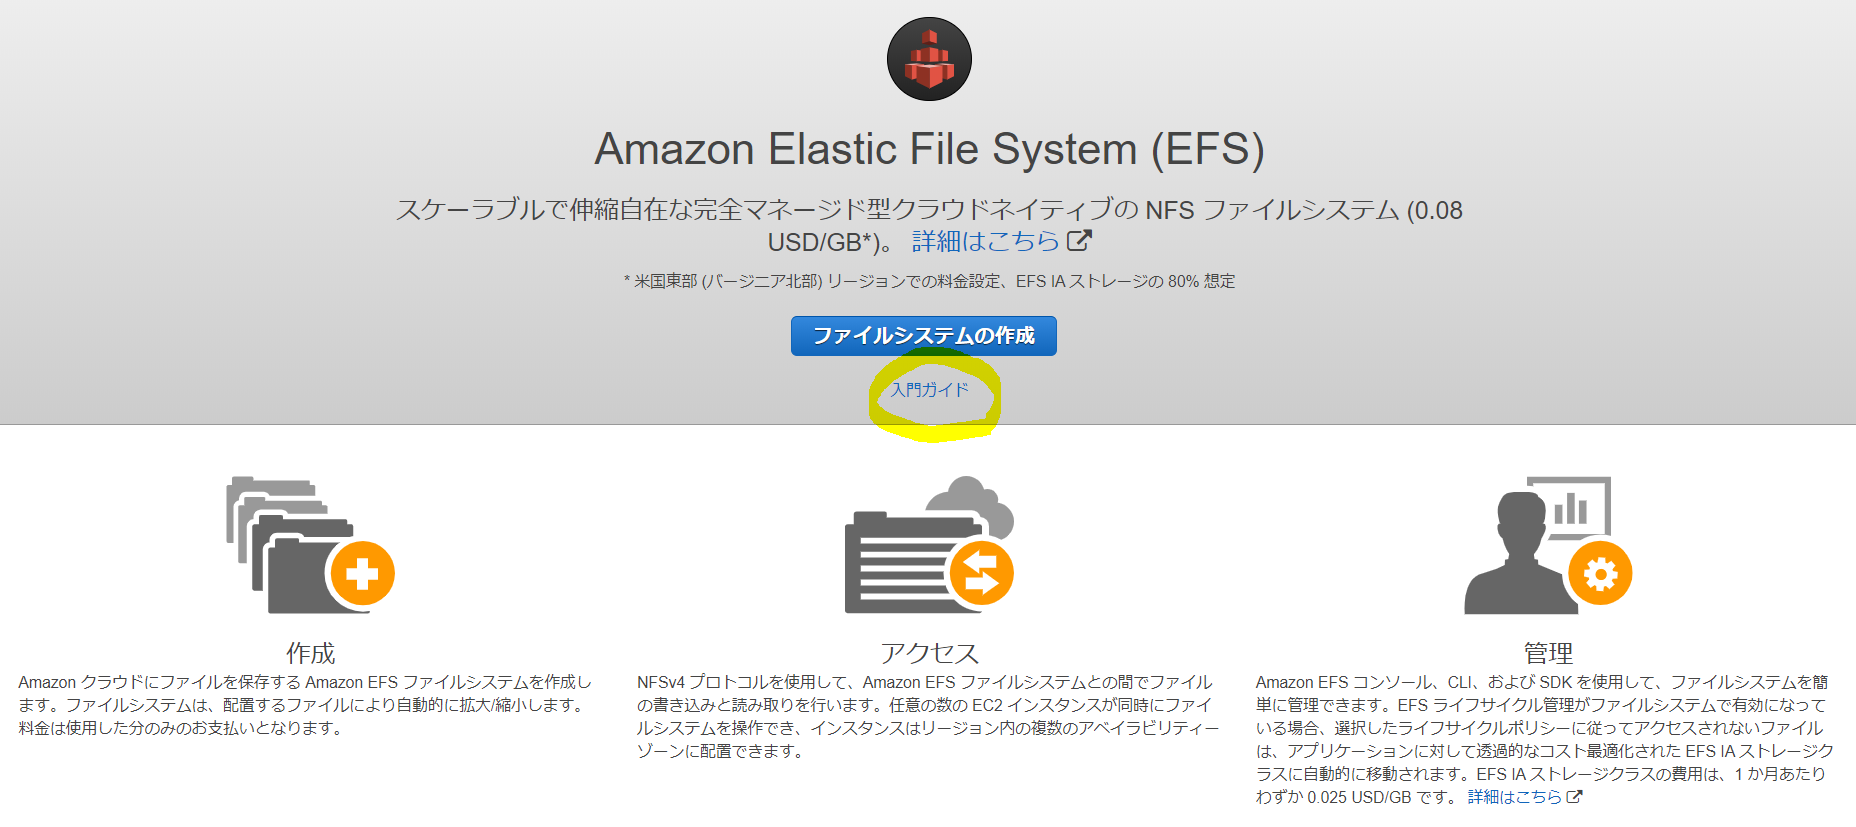 Amazon Elastic File System (EFS)
スケーラブルで伸縮自在な完全マネージド型クラウドネイティブの NFS ファイルシステム (0.08
USD/GB*)。 詳細はこちら
* 米国東部 (バージニア北部) リージョンでの料金設定、EFS IA ストレージの 80% 想定
ファイルシステムの作成
入門ガイド
作成
Amazon クラウドにファイルを保存する Amazon EFS ファイルシステムを作成し
ます。ファイルシステムは、配置するファイルにより自動的に拡大/縮小します。
料金は使用した分のみのお支払いとなります。
アクセス
NFSv4 プロトコルを使用して、Amazon EFS ファイルシステムとの間でファイル
の書き込みと読み取りを行います。任意の数の EC2 インスタンスが同時にファイ
ルシステムを操作でき、インスタンスはリージョン内の複数のアベイラビリティー
ゾーンに配置できます。
管理
Amazon EFS コンソール、CLI、および SDK を使用して、ファイルシステムを簡
単に管理できます。EFS ライフサイクル管理がファイルシステムで有効になって
いる場合、選択したライフサイクルポリシーに従ってアクセスされないファイル
は、アプリケーションに対して透過的なコスト最適化された EFS IA ストレージク
ラスに自動的に移動されます。EFS IA ストレージクラスの費用は、1 か月あたり
わずか 0.025 USD/GB です。 詳細はこちら